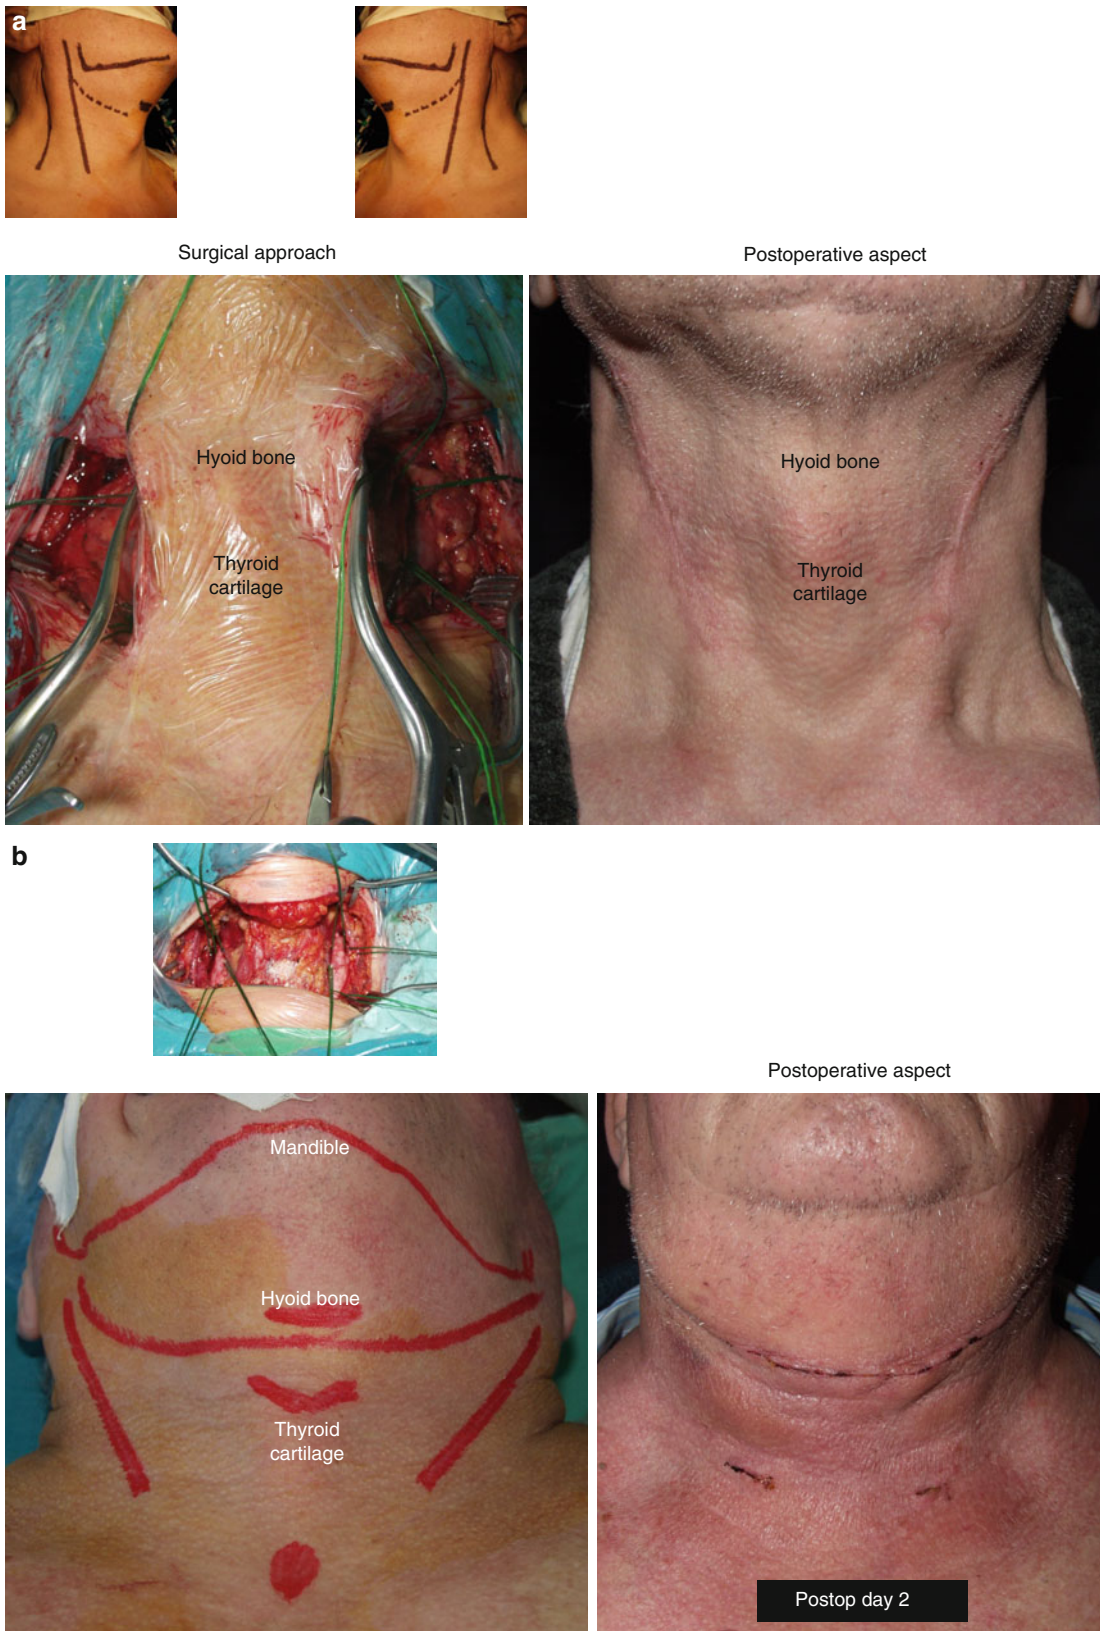 a
Surgical approach
Postoperative aspect
Hyoid bone
Hyoid bone
Thyroid
cartilage
Thyroid
cartilage
b
Postoperative aspect
Mandible
Hyoid bone
Thyroid
cartilage
Postop day 2